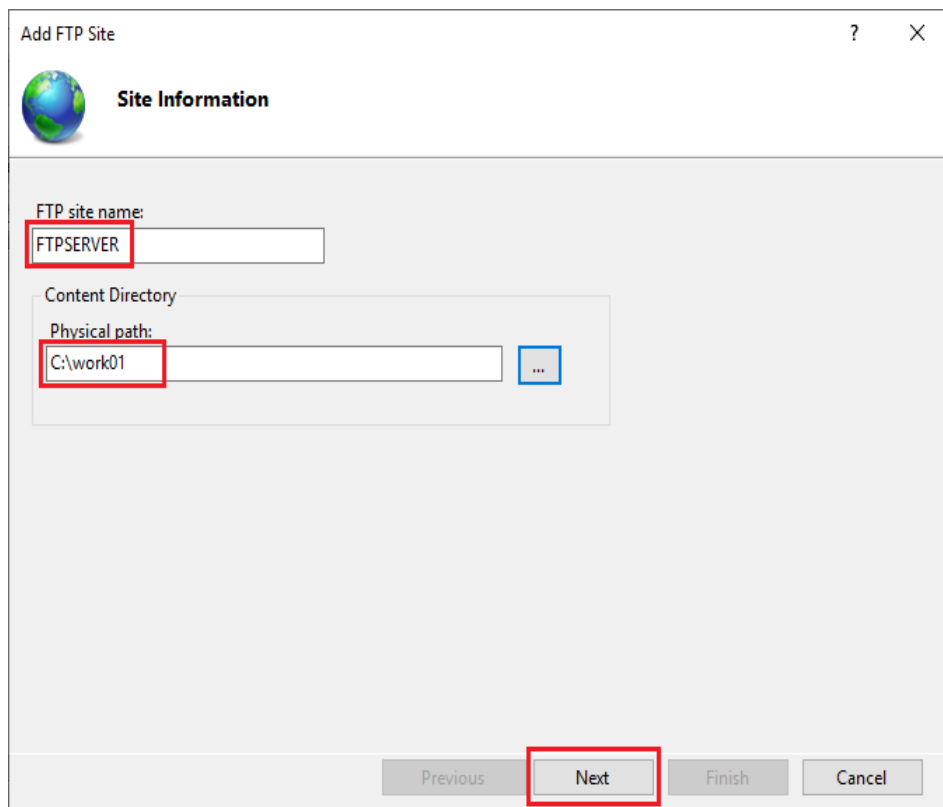 Add FTP Site
?
Site Information
FTP site name:
FTPSERVER
Content Directory
Physical path:
C:\work01
...
Previous Next Finish Cancel